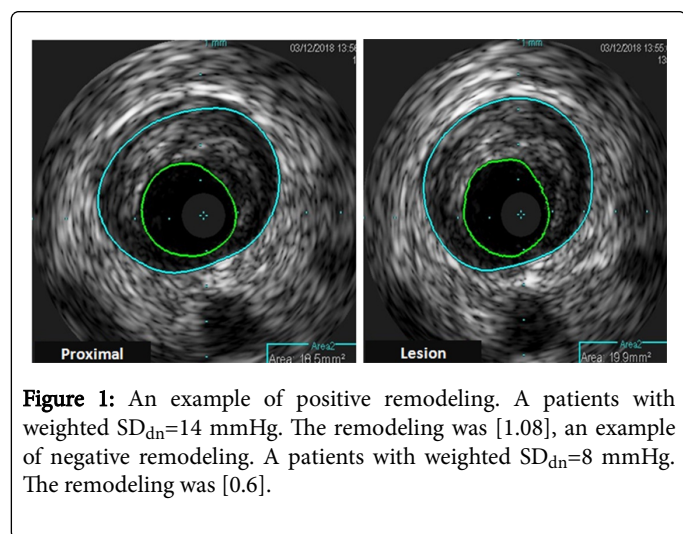 1 mm
03/12/2018 13:56
1 mm
03/12/2018 13:55
13
Proximal
Area2
Area: 18.5mm²
Lesion
Area2
Area: 19.9mm²
Figure 1: An example of positive remodeling. A patients with
weighted SDdn=14 mmHg. The remodeling was [1.08], an example
of negative remodeling. A patients with weighted SDdn=8 mmHg.
The remodeling was [0.6].